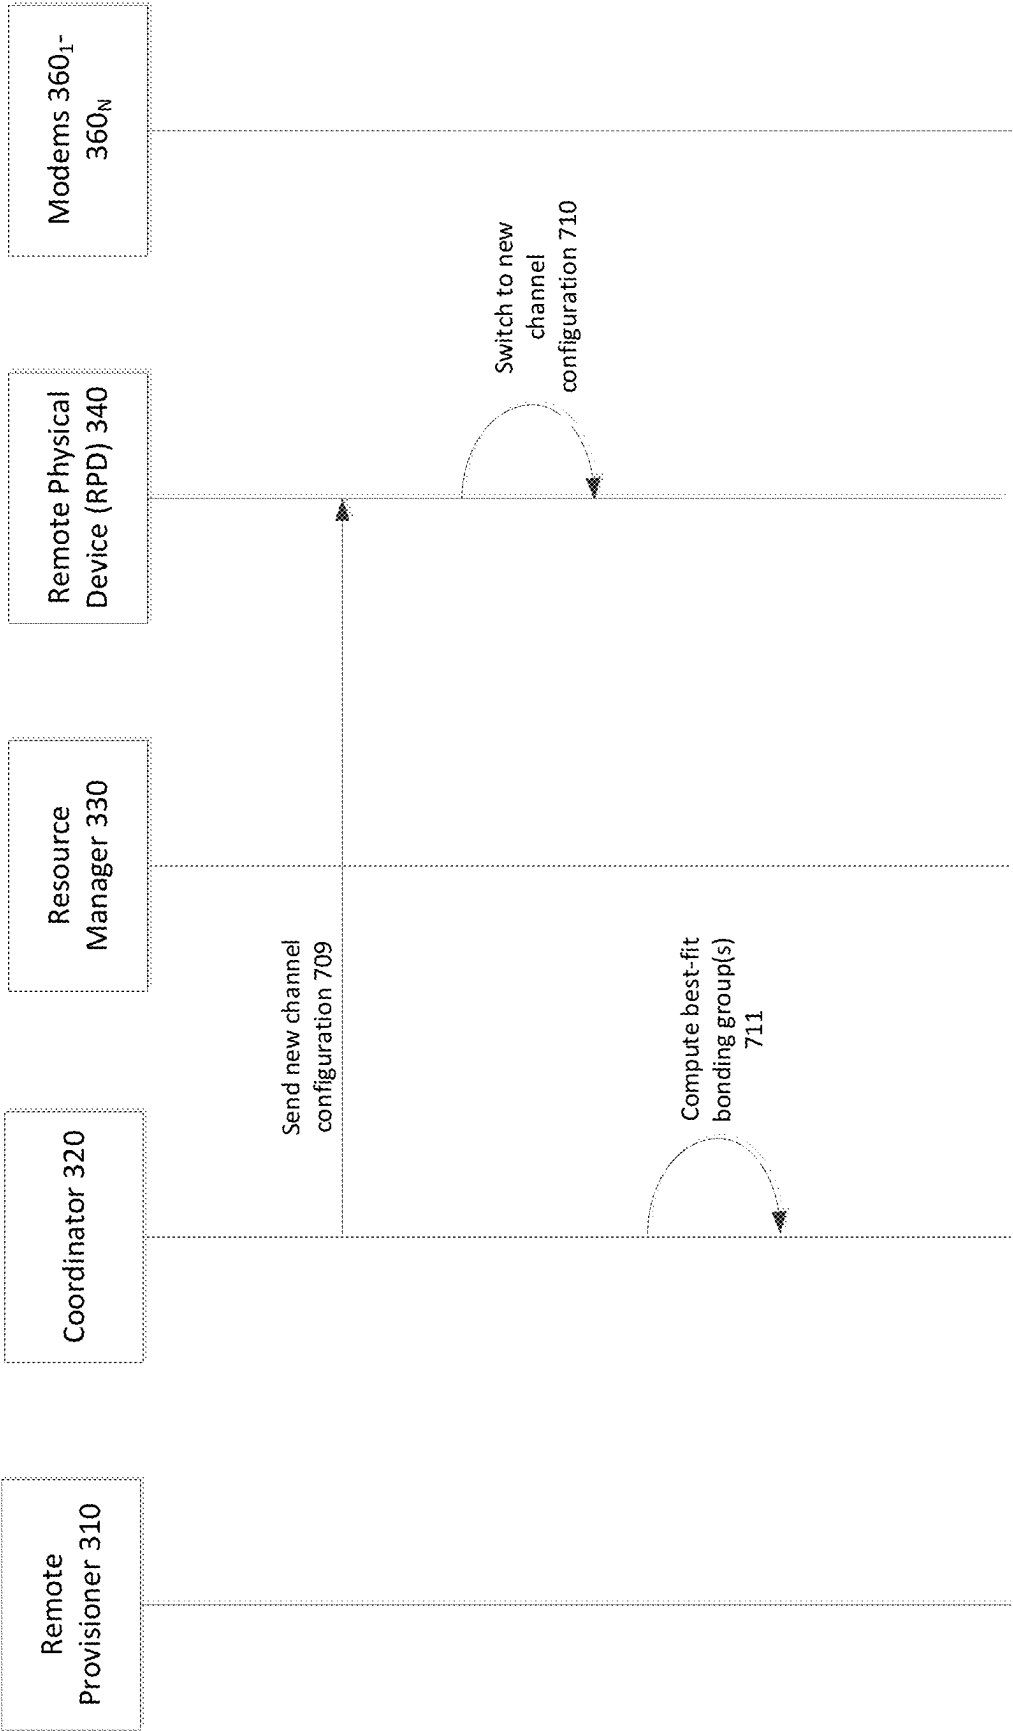 Remote
Provisioner 310
Coordinator 320
Resource
Manager 330
Remote Physical
Device (RPD) 340
Modems 360₁-
360N
Send new channel
configuration 709
Switch to new
channel
configuration 710
Compute best-fit
bonding group(s)
711